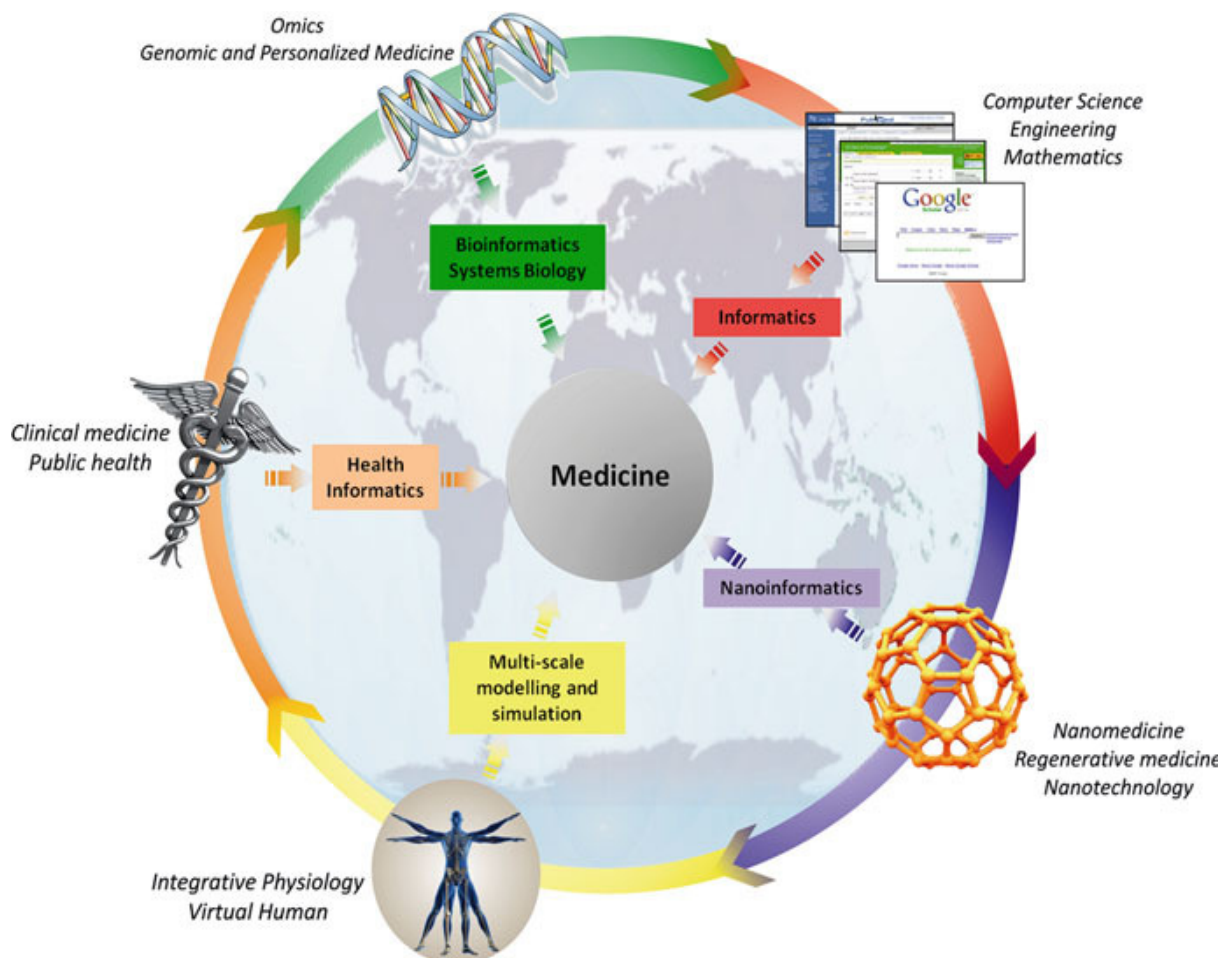 Omics
Genomic and Personalized Medicine
Computer Science
Engineering
Mathematics
Google
Scholar
Bioinformatics
Systems Biology
Informatics
Clinical medicine
Public health
Health
Informatics
Medicine
Nanoinformatics
Multi-scale
modelling and
simulation
Nanomedicine
Regenerative medicine
Nanotechnology
Integrative Physiology
Virtual Human